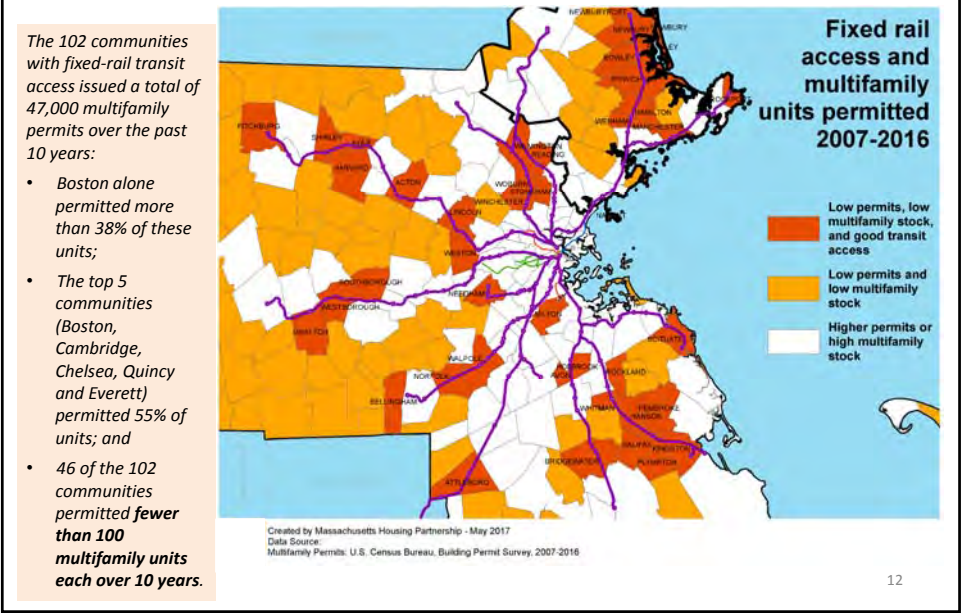 The 102 communities
with fixed-rail transit
access issued a total of
47,000 multifamily
permits over the past
10 years:
• Boston alone
permitted more
than 38% of these
units;
• The top 5
communities
(Boston,
Cambridge,
Chelsea, Quincy
and Everett)
permitted 55% of
units; and
• 46 of the 102
communities
permitted fewer
than 100
multifamily units
each over 10 years.
Fixed rail
access and
multifamily
units permitted
2007-2016
Low permits, low
multifamily stock,
and good transit
access
Low permits and
low multifamily
stock
Higher permits or
high multifamily
stock
NEWBURYPORT
NEWBURY
ROWLEY
IPSWICH
HAMILTON
WENHAM
MANCHESTER
FITCHBURG
SHIRLEY
AYER
HARVARD
ACTON
WILMINGTON
READING
WOBURN
STONEHAM
WINCHESTER
LINCOLN
WESTON
SOUTHBOROUGH
WESTBOROUGH
GRAFTON
NEEDHAM
MILTON
WALPOLE
NORFOLK
BELLINGHAM
HOLBROOK
AVON
ROCKLAND
SCITUATE
WHITMAN
PEMBROKE
HANSON
HALIFAX
KINGSTON
PLYMPTON
BRIDGEWATER
ATTLEBORO
Created by Massachusetts Housing Partnership - May 2017
Data Source:
Multifamily Permits: U.S. Census Bureau, Building Permit Survey, 2007-2016
12